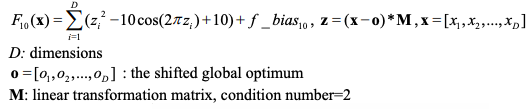 F₁₀(x) = ∑_{i=1}^{D} (z_i² − 10cos(2πz_i) + 10) + f_bias₁₀ , z = (x − o) * M , x = [x₁, x₂, ..., x_D]
D: dimensions
o = [o₁, o₂, ..., o_D] : the shifted global optimum
M: linear transformation matrix, condition number=2